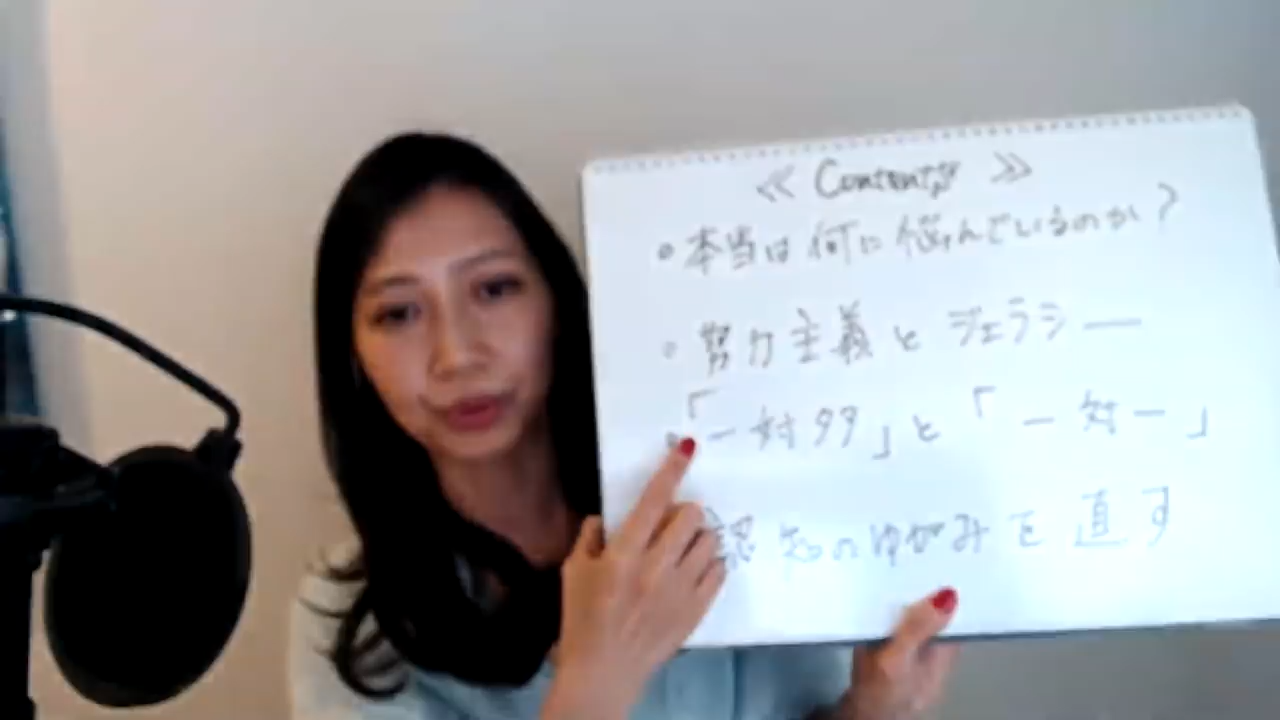 ≪ Contents ≫
• 本当は何に悩んでいるのか?
• 努力主義とジェラシー
• 「一対多」と「一対一」
認知のゆがみを直す